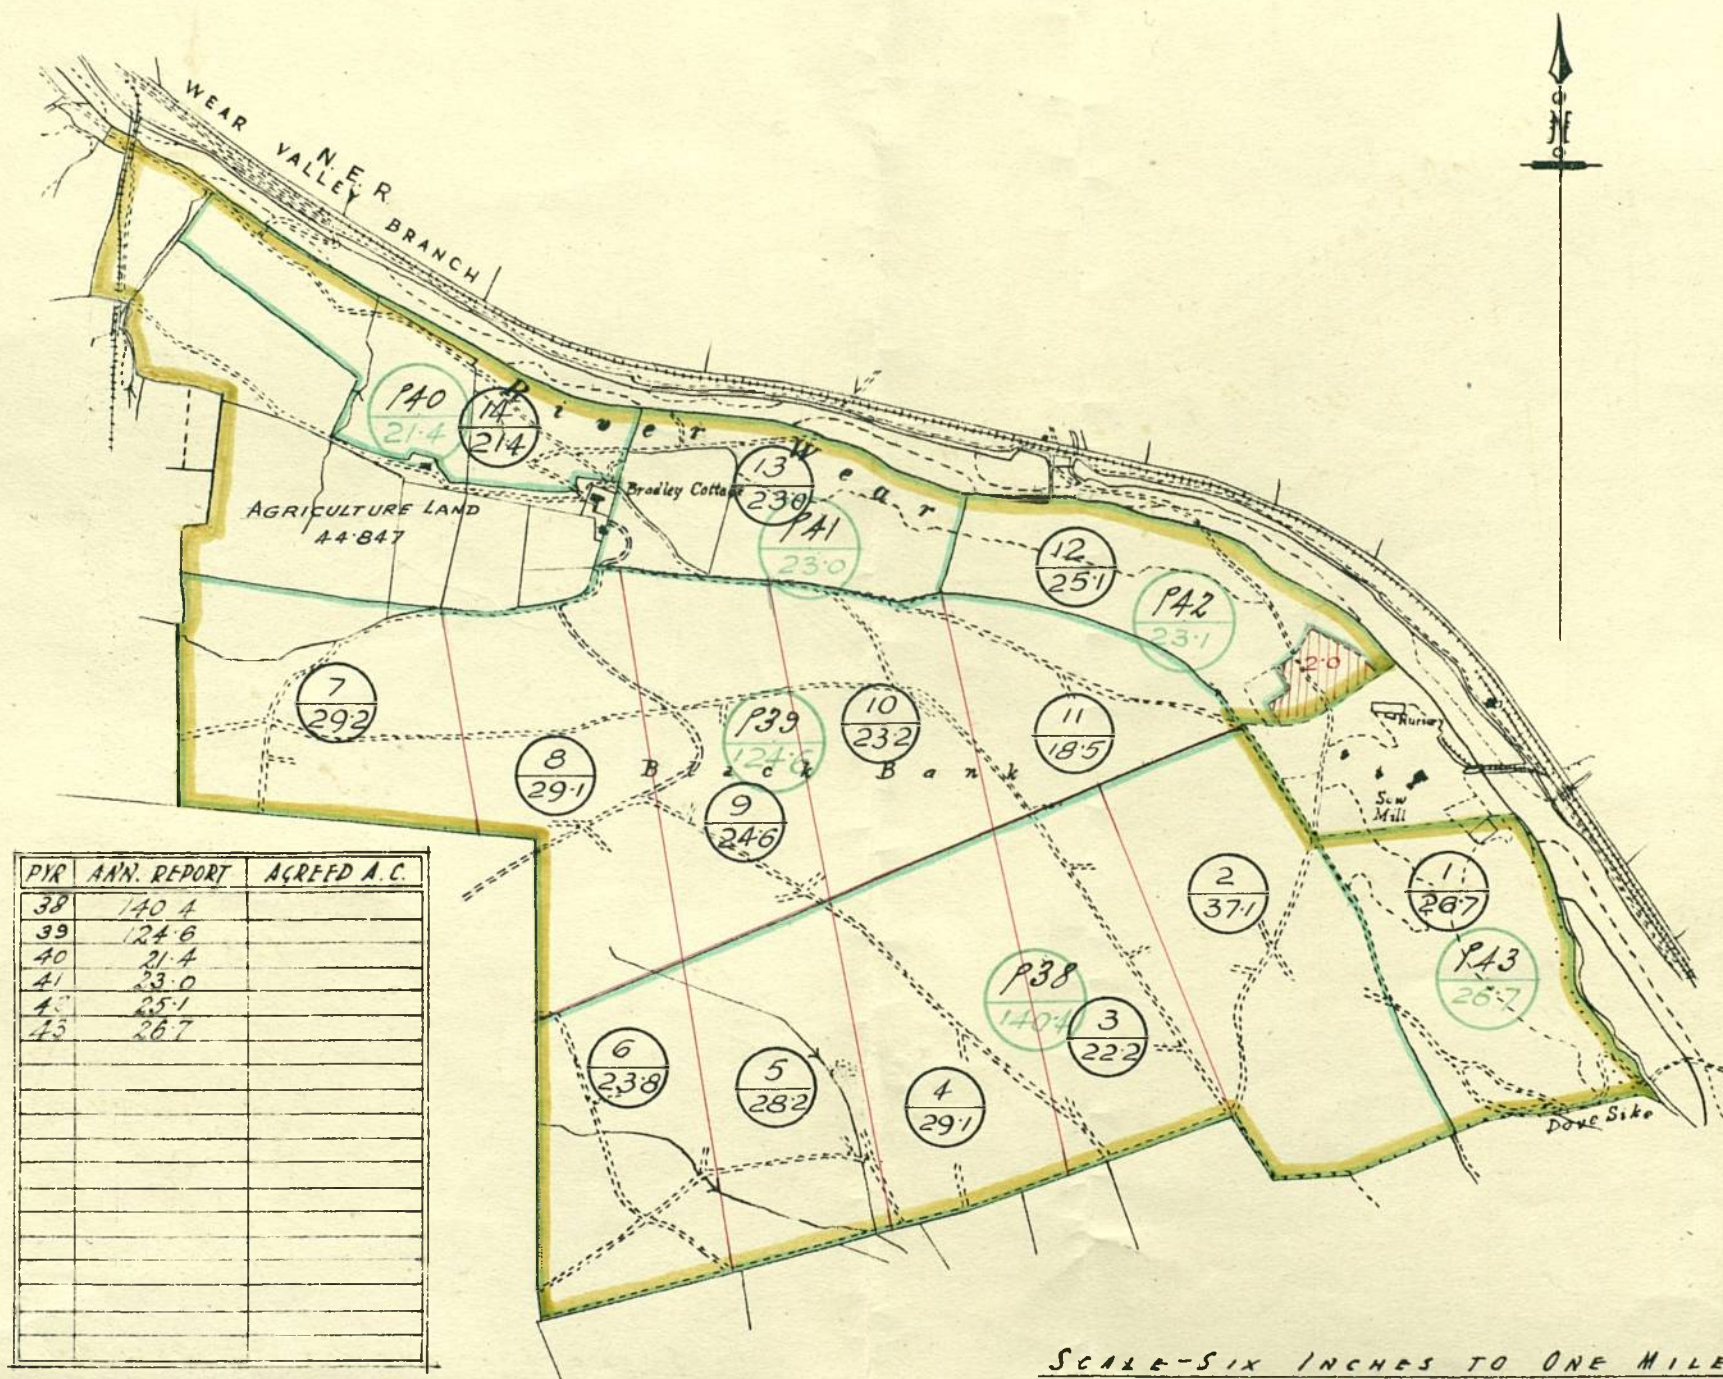 N
WEAR VALLEY BRANCH
N.E.R.
River Wear
P40
21·4
14
21·4
13
23·0
P41
23·0
Bradley Cottage
AGRICULTURE LAND
44·847
12
25·1
P42
23·1
2·0
7
29·2
8
29·1
P39
124·6
10
23·2
11
18·5
Black Bank
9
24·6
Nursery
Saw
Mill
2
37·1
1
26·7
P43
26·7
P38
140·4
3
22·2
6
23·8
5
28·2
4
29·1
Dove Sike
PYR ANN. REPORT AGREED A.C.
38 140 4
39 124·6
40 21·4
41 23·0
42 25·1
43 26·7
SCALE-SIX INCHES TO ONE MILE